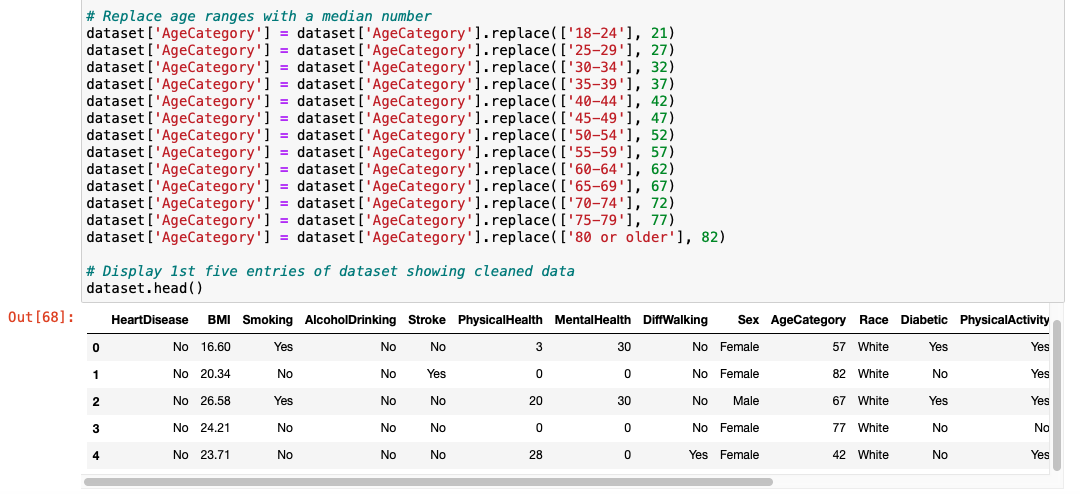 # Replace age ranges with a median number
dataset['AgeCategory'] = dataset['AgeCategory'].replace(['18-24'], 21)
dataset['AgeCategory'] = dataset['AgeCategory'].replace(['25-29'], 27)
dataset['AgeCategory'] = dataset['AgeCategory'].replace(['30-34'], 32)
dataset['AgeCategory'] = dataset['AgeCategory'].replace(['35-39'], 37)
dataset['AgeCategory'] = dataset['AgeCategory'].replace(['40-44'], 42)
dataset['AgeCategory'] = dataset['AgeCategory'].replace(['45-49'], 47)
dataset['AgeCategory'] = dataset['AgeCategory'].replace(['50-54'], 52)
dataset['AgeCategory'] = dataset['AgeCategory'].replace(['55-59'], 57)
dataset['AgeCategory'] = dataset['AgeCategory'].replace(['60-64'], 62)
dataset['AgeCategory'] = dataset['AgeCategory'].replace(['65-69'], 67)
dataset['AgeCategory'] = dataset['AgeCategory'].replace(['70-74'], 72)
dataset['AgeCategory'] = dataset['AgeCategory'].replace(['75-79'], 77)
dataset['AgeCategory'] = dataset['AgeCategory'].replace(['80 or older'], 82)
# Display 1st five entries of dataset showing cleaned data
dataset.head()
Out[68]:
HeartDisease BMI Smoking AlcoholDrinking Stroke PhysicalHealth MentalHealth DiffWalking Sex AgeCategory Race Diabetic PhysicalActivity
0 No 16.60 Yes No No 3 30 No Female 57 White Yes Yes
1 No 20.34 No No Yes 0 0 No Female 82 White No Yes
2 No 26.58 Yes No No 20 30 No Male 67 White Yes Yes
3 No 24.21 No No No 0 0 No Female 77 White No No
4 No 23.71 No No No 28 0 Yes Female 42 White No Yes